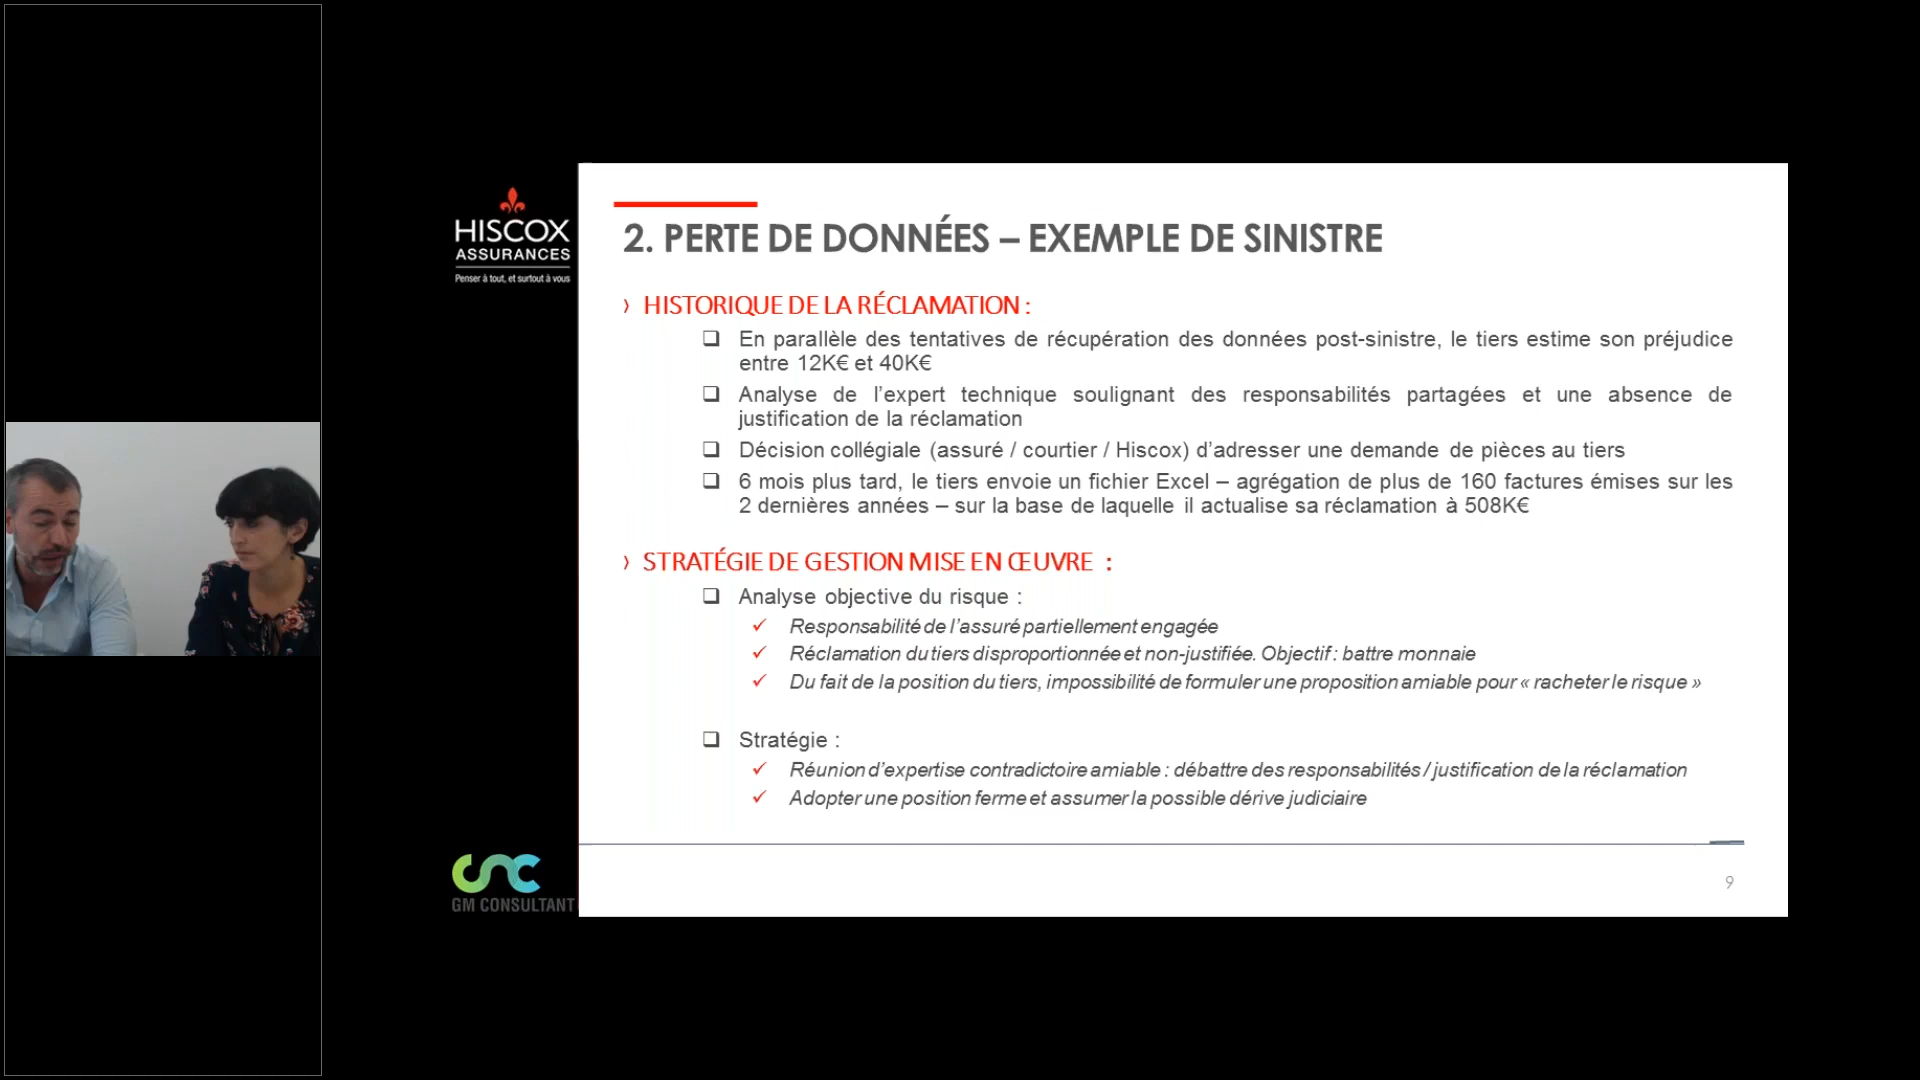 HISCOX
ASSURANCES
Penser à tout, et surtout à vous
2. PERTE DE DONNÉES – EXEMPLE DE SINISTRE
› HISTORIQUE DE LA RÉCLAMATION :
❑ En parallèle des tentatives de récupération des données post-sinistre, le tiers estime son préjudice
entre 12K€ et 40K€
❑ Analyse de l’expert technique soulignant des responsabilités partagées et une absence de
justification de la réclamation
❑ Décision collégiale (assuré / courtier / Hiscox) d’adresser une demande de pièces au tiers
❑ 6 mois plus tard, le tiers envoie un fichier Excel – agrégation de plus de 160 factures émises sur les
2 dernières années – sur la base de laquelle il actualise sa réclamation à 508K€
› STRATÉGIE DE GESTION MISE EN ŒUVRE :
❑ Analyse objective du risque :
✓ Responsabilité de l’assuré partiellement engagée
✓ Réclamation du tiers disproportionnée et non-justifiée. Objectif : battre monnaie
✓ Du fait de la position du tiers, impossibilité de formuler une proposition amiable pour « racheter le risque »
❑ Stratégie :
✓ Réunion d’expertise contradictoire amiable : débattre des responsabilités / justification de la réclamation
✓ Adopter une position ferme et assumer la possible dérive judiciaire
GM CONSULTANT
9